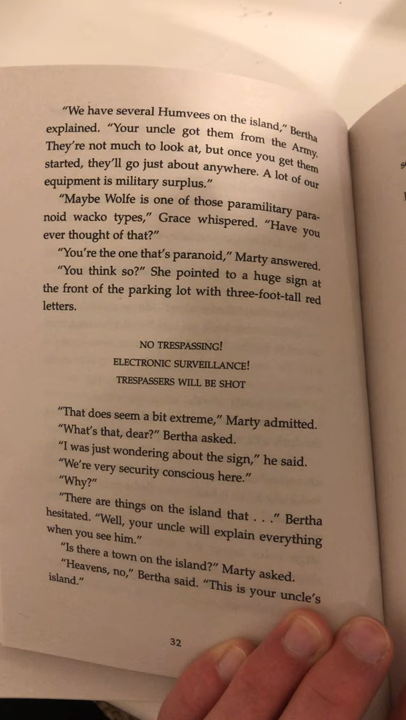 “We have several Humvees on the island,” Bertha
explained. “Your uncle got them from the Army.
They’re not much to look at, but once you get them
started, they’ll go just about anywhere. A lot of our
equipment is military surplus.”
“Maybe Wolfe is one of those paramilitary para-
noid wacko types,” Grace whispered. “Have you
ever thought of that?”
“You’re the one that’s paranoid,” Marty answered.
“You think so?” She pointed to a huge sign at
the front of the parking lot with three-foot-tall red
letters.
NO TRESPASSING!
ELECTRONIC SURVEILLANCE!
TRESPASSERS WILL BE SHOT
“That does seem a bit extreme,” Marty admitted.
“What’s that, dear?” Bertha asked.
“I was just wondering about the sign,” he said.
“We’re very security conscious here.”
“Why?”
“There are things on the island that . . .” Bertha
hesitated. “Well, your uncle will explain everything
when you see him.”
“Is there a town on the island?” Marty asked.
“Heavens, no,” Bertha said. “This is your uncle’s
island.”
32